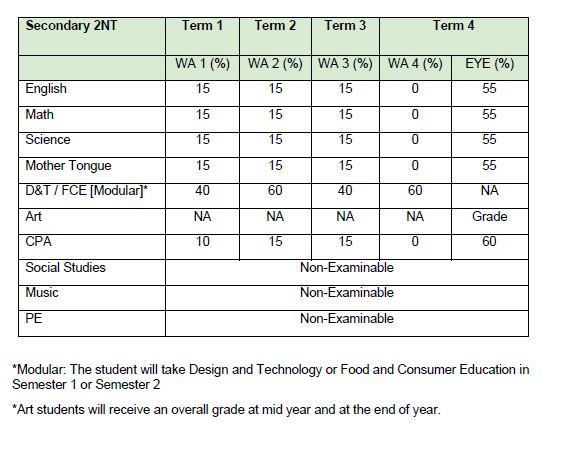 Secondary 2NT Term 1 Term 2 Term 3 Term 4
WA 1 (%) WA 2 (%) WA 3 (%) WA 4 (%) EYE (%)
English 15 15 15 0 55
Math 15 15 15 0 55
Science 15 15 15 0 55
Mother Tongue 15 15 15 0 55
D&T / FCE [Modular]* 40 60 40 60 NA
Art NA NA NA NA Grade
CPA 10 15 15 0 60
Social Studies Non-Examinable
Music Non-Examinable
PE Non-Examinable
*Modular: The student will take Design and Technology or Food and Consumer Education in
Semester 1 or Semester 2
*Art students will receive an overall grade at mid year and at the end of year.